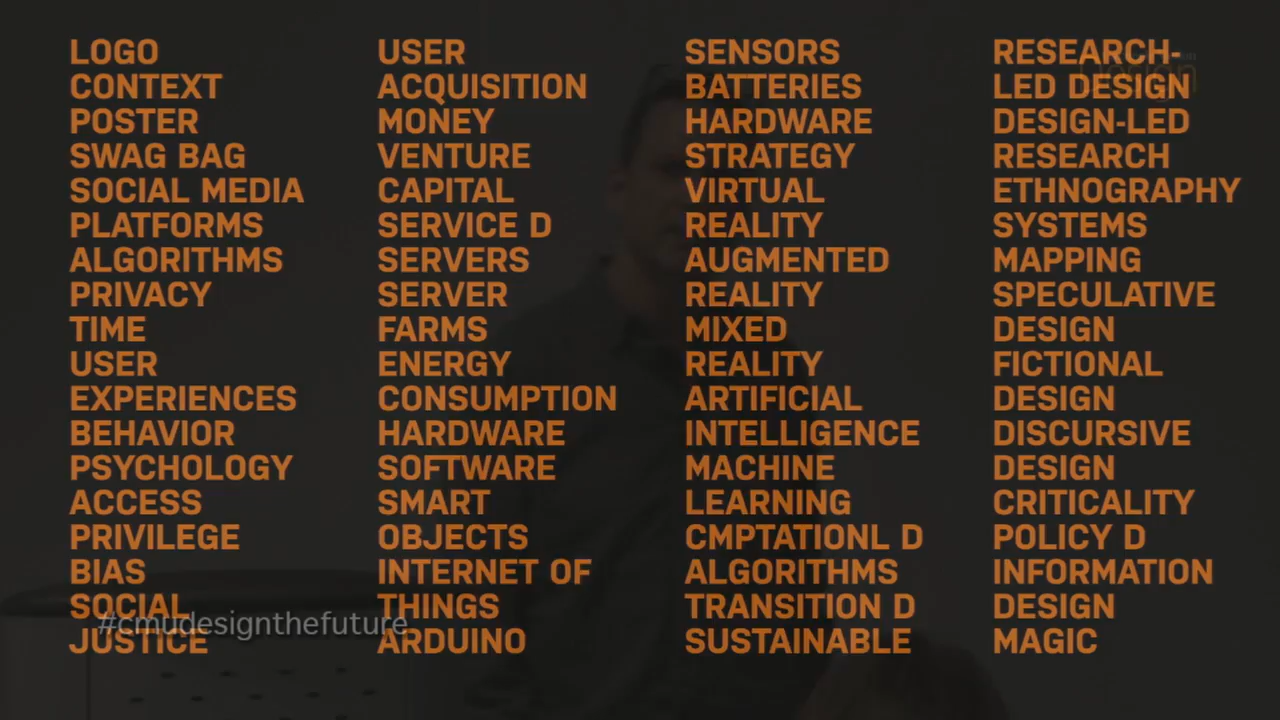 LOGO
CONTEXT
POSTER
SWAG BAG
SOCIAL MEDIA
PLATFORMS
ALGORITHMS
PRIVACY
TIME
USER
EXPERIENCES
BEHAVIOR
PSYCHOLOGY
ACCESS
PRIVILEGE
BIAS
SOCIAL
JUSTICE
#cmudesignthefuture
USER
ACQUISITION
MONEY
VENTURE
CAPITAL
SERVICE D
SERVERS
SERVER
FARMS
ENERGY
CONSUMPTION
HARDWARE
SOFTWARE
SMART
OBJECTS
INTERNET OF
THINGS
ARDUINO
SENSORS
BATTERIES
HARDWARE
STRATEGY
VIRTUAL
REALITY
AUGMENTED
REALITY
MIXED
REALITY
ARTIFICIAL
INTELLIGENCE
MACHINE
LEARNING
CMPTATIONL D
ALGORITHMS
TRANSITION D
SUSTAINABLE
RESEARCH-
LED DESIGN
DESIGN-LED
RESEARCH
ETHNOGRAPHY
SYSTEMS
MAPPING
SPECULATIVE
DESIGN
FICTIONAL
DESIGN
DISCURSIVE
DESIGN
CRITICALITY
POLICY D
INFORMATION
DESIGN
MAGIC
Design